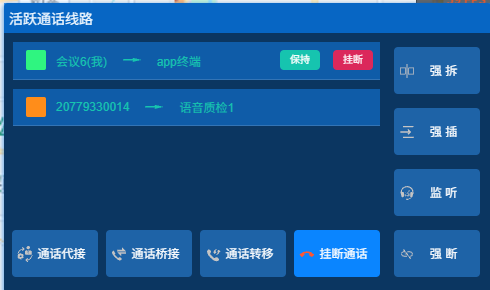 活跃通话线路
会议6(我) app终端 保持 挂断
20779330014 语音质检1
强拆
强插
监听
强断
通话代接 通话桥接 通话转移 挂断通话